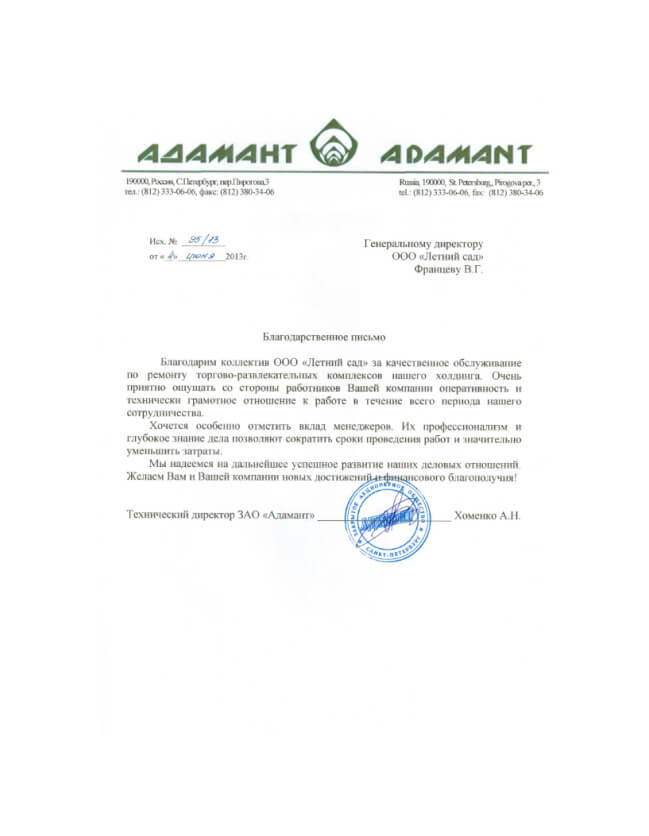 АДАМАНТ ADAMANT
190000, Россия, С.Петербург, пер.Пирогова,3
тел.: (812) 333-06-06, факс: (812) 380-34-06
Russia, 190000, St. Petersburg,, Pirogova per., 3
tel.: (812) 333-06-06, fax: (812) 380-34-06
Исх. № 95/13
от « » июня 2013г.
Генеральному директору
ООО «Летний сад»
Францеву В.Г.
Благодарственное письмо
Благодарим коллектив ООО «Летний сад» за качественное обслуживание
по ремонту торгово-развлекательных комплексов нашего холдинга. Очень
приятно ощущать со стороны работников Вашей компании оперативность и
технически грамотное отношение к работе в течение всего периода нашего
сотрудничества.
Хочется особенно отметить вклад менеджеров. Их профессионализм и
глубокое знание дела позволяют сократить сроки проведения работ и значительно
уменьшить затраты.
Мы надеемся на дальнейшее успешное развитие наших деловых отношений.
Желаем Вам и Вашей компании новых достижений и финансового благополучия!
Технический директор ЗАО «Адамант» Хоменко А.Н.
ЗАКРЫТОЕ АКЦИОНЕРНОЕ ОБЩЕСТВО
САНКТ-ПЕТЕРБУРГ